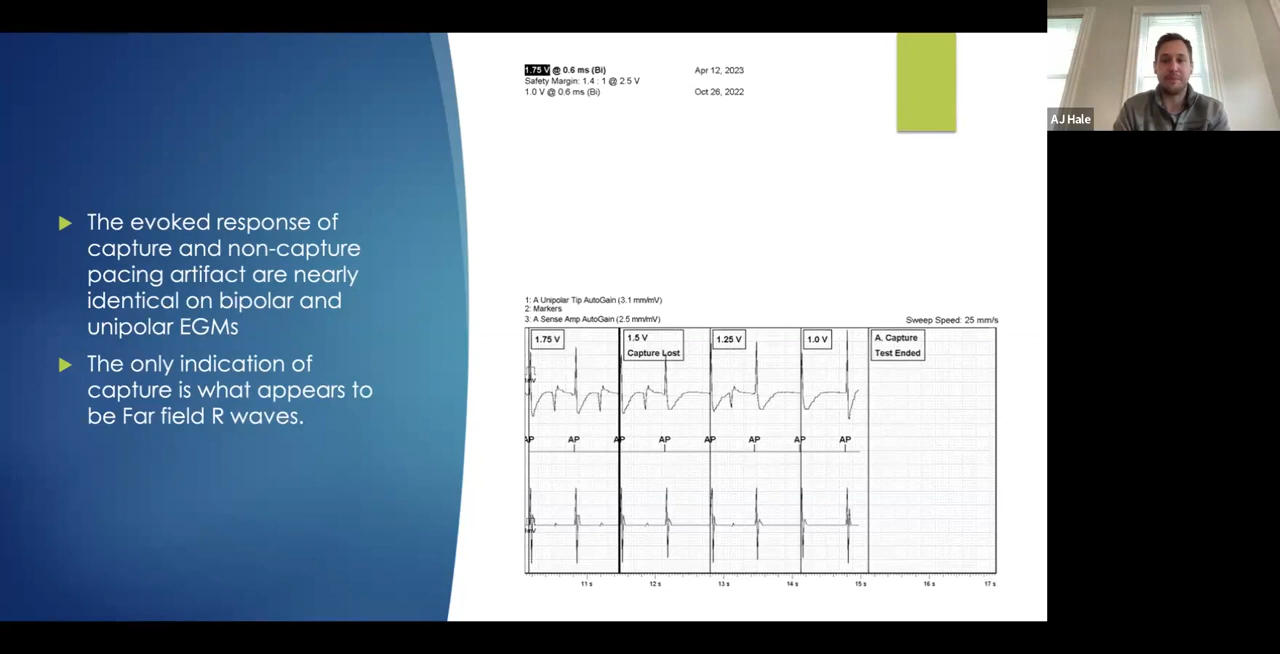 AJ Hale
The evoked response of
capture and non-capture
pacing artifact are nearly
identical on bipolar and
unipolar EGMs
The only indication of
capture is what appears to
be Far field R waves.
1.75 V @ 0.6 ms (Bi) Apr 12, 2023
Safety Margin: 1.4 : 1 @ 2.5 V
1.0 V @ 0.6 ms (Bi) Oct 26, 2022
1: A Unipolar Tip AutoGain (3.1 mm/mV)
2: Markers
3: A Sense Amp AutoGain (2.5 mm/mV) Sweep Speed: 25 mm/s
1.75 V 1.5 V 1.25 V 1.0 V A. Capture
Capture Lost Test Ended
AP AP AP AP AP AP AP AP
11 s 12 s 13 s 14 s 15 s 16 s 17 s